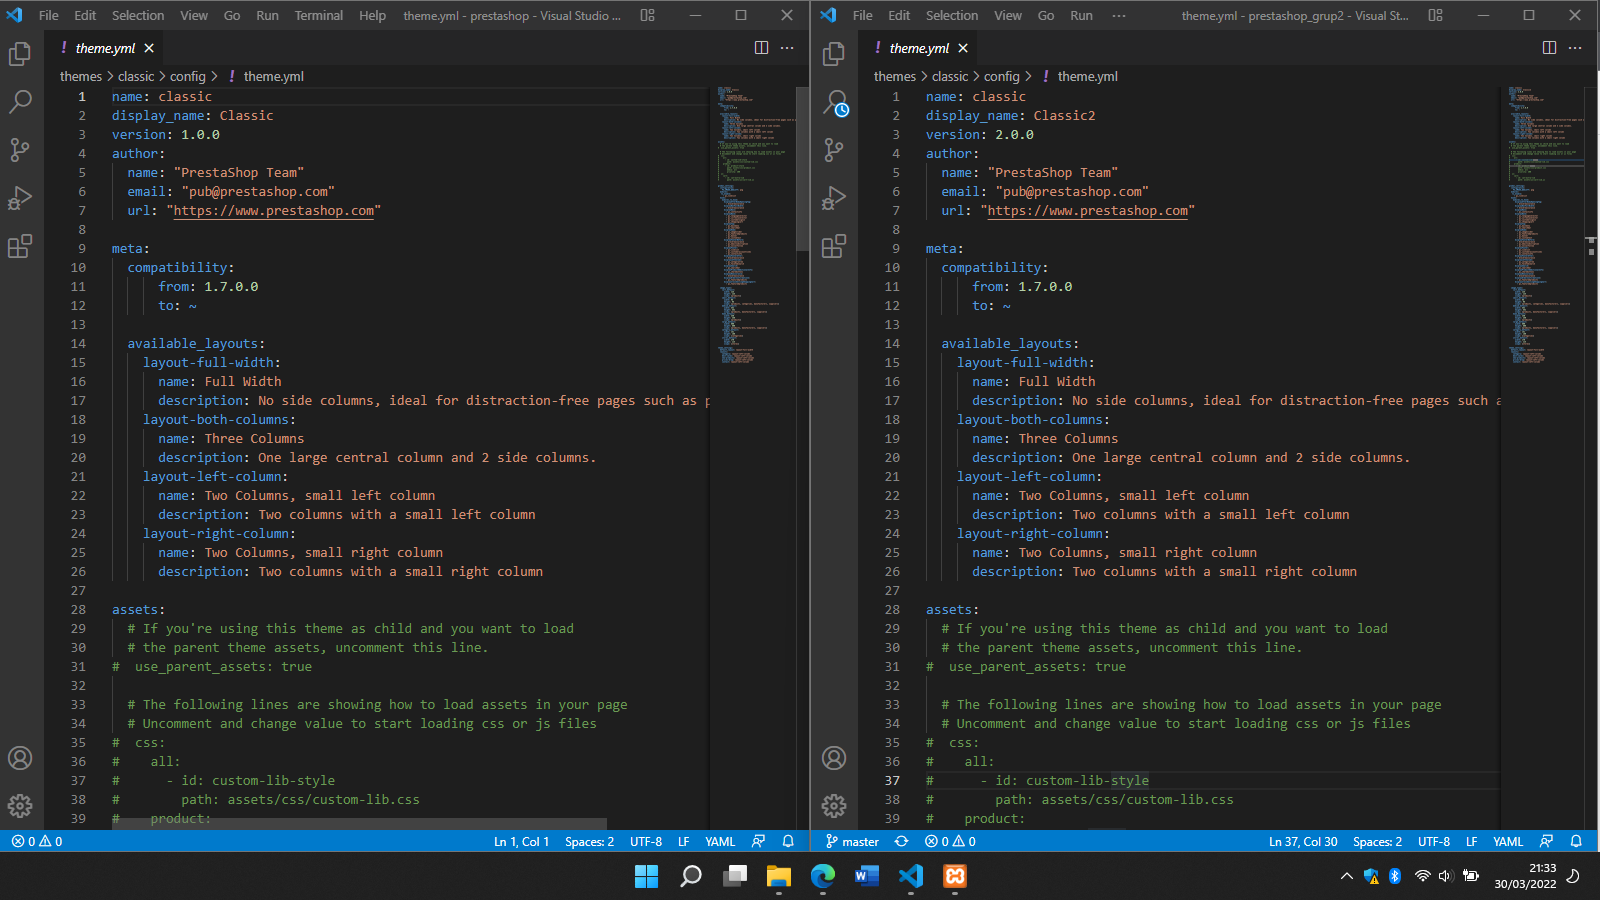 File Edit Selection View Go Run Terminal Help theme.yml - prestashop - Visual Studio ...
theme.yml
themes > classic > config > ! theme.yml
1 name: classic
2 display_name: Classic
3 version: 1.0.0
4 author:
5 name: "PrestaShop Team"
6 email: "pub@prestashop.com"
7 url: "https://www.prestashop.com"
8
9 meta:
10 compatibility:
11 from: 1.7.0.0
12 to: ~
13
14 available_layouts:
15 layout-full-width:
16 name: Full Width
17 description: No side columns, ideal for distraction-free pages such as p
18 layout-both-columns:
19 name: Three Columns
20 description: One large central column and 2 side columns.
21 layout-left-column:
22 name: Two Columns, small left column
23 description: Two columns with a small left column
24 layout-right-column:
25 name: Two Columns, small right column
26 description: Two columns with a small right column
27
28 assets:
29 # If you're using this theme as child and you want to load
30 # the parent theme assets, uncomment this line.
31 # use_parent_assets: true
32
33 # The following lines are showing how to load assets in your page
34 # Uncomment and change value to start loading css or js files
35 # css:
36 # all:
37 # - id: custom-lib-style
38 # path: assets/css/custom-lib.css
39 # product:
0 0 Ln 1, Col 1 Spaces: 2 UTF-8 LF YAML
File Edit Selection View Go Run ··· theme.yml - prestashop_grup2 - Visual St...
theme.yml
themes > classic > config > ! theme.yml
1 name: classic
2 display_name: Classic2
3 version: 2.0.0
4 author:
5 name: "PrestaShop Team"
6 email: "pub@prestashop.com"
7 url: "https://www.prestashop.com"
8
9 meta:
10 compatibility:
11 from: 1.7.0.0
12 to: ~
13
14 available_layouts:
15 layout-full-width:
16 name: Full Width
17 description: No side columns, ideal for distraction-free pages such a
18 layout-both-columns:
19 name: Three Columns
20 description: One large central column and 2 side columns.
21 layout-left-column:
22 name: Two Columns, small left column
23 description: Two columns with a small left column
24 layout-right-column:
25 name: Two Columns, small right column
26 description: Two columns with a small right column
27
28 assets:
29 # If you're using this theme as child and you want to load
30 # the parent theme assets, uncomment this line.
31 # use_parent_assets: true
32
33 # The following lines are showing how to load assets in your page
34 # Uncomment and change value to start loading css or js files
35 # css:
36 # all:
37 # - id: custom-lib-style
38 # path: assets/css/custom-lib.css
39 # product:
master 0 0 Ln 37, Col 30 Spaces: 2 UTF-8 LF YAML
21:33
30/03/2022